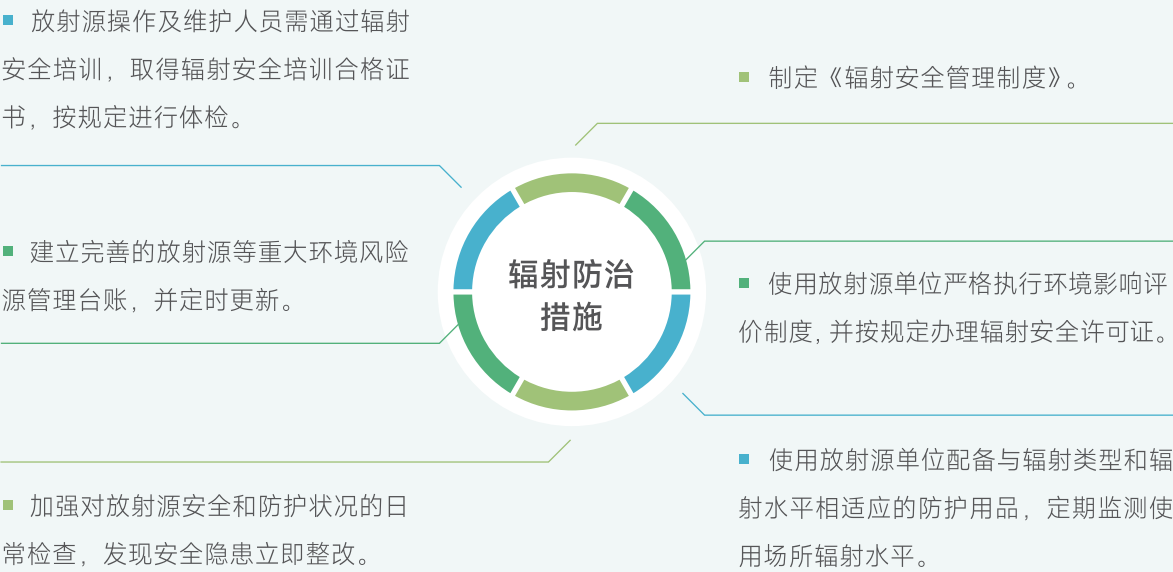 放射源操作及维护人员需通过辐射
安全培训，取得辐射安全培训合格证
书，按规定进行体检。
建立完善的放射源等重大环境风险
源管理台账，并定时更新。
加强对放射源安全和防护状况的日
常检查，发现安全隐患立即整改。
辐射防治
措施
制定《辐射安全管理制度》。
使用放射源单位严格执行环境影响评
价制度，并按规定办理辐射安全许可证。
使用放射源单位配备与辐射类型和辐
射水平相适应的防护用品，定期监测使
用场所辐射水平。